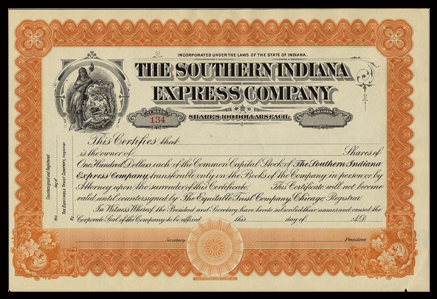 INCORPORATED UNDER THE LAWS OF THE STATE OF INDIANA.
THE SOUTHERN INDIANA
EXPRESS COMPANY
134
SHARES 100 DOLLARS EACH.
This Certifies that
is the owner of Shares of
One Hundred Dollars each of the Common Capital Stock of The Southern Indiana
Express Company, transferable only on the Books of the Company in person or by
Attorney upon the surrender of this Certificate. This Certificate will not become
valid until countersigned by The Equitable Trust Company, Chicago, Registrar.
In Witness Whereof the President and Secretary have hereto subscribed their names and caused the
Corporate Seal of the Company to be affixed this day of A.D.
Secretary. President.
Countersigned and Registered
THE EQUITABLE TRUST COMPANY, Registrar
By